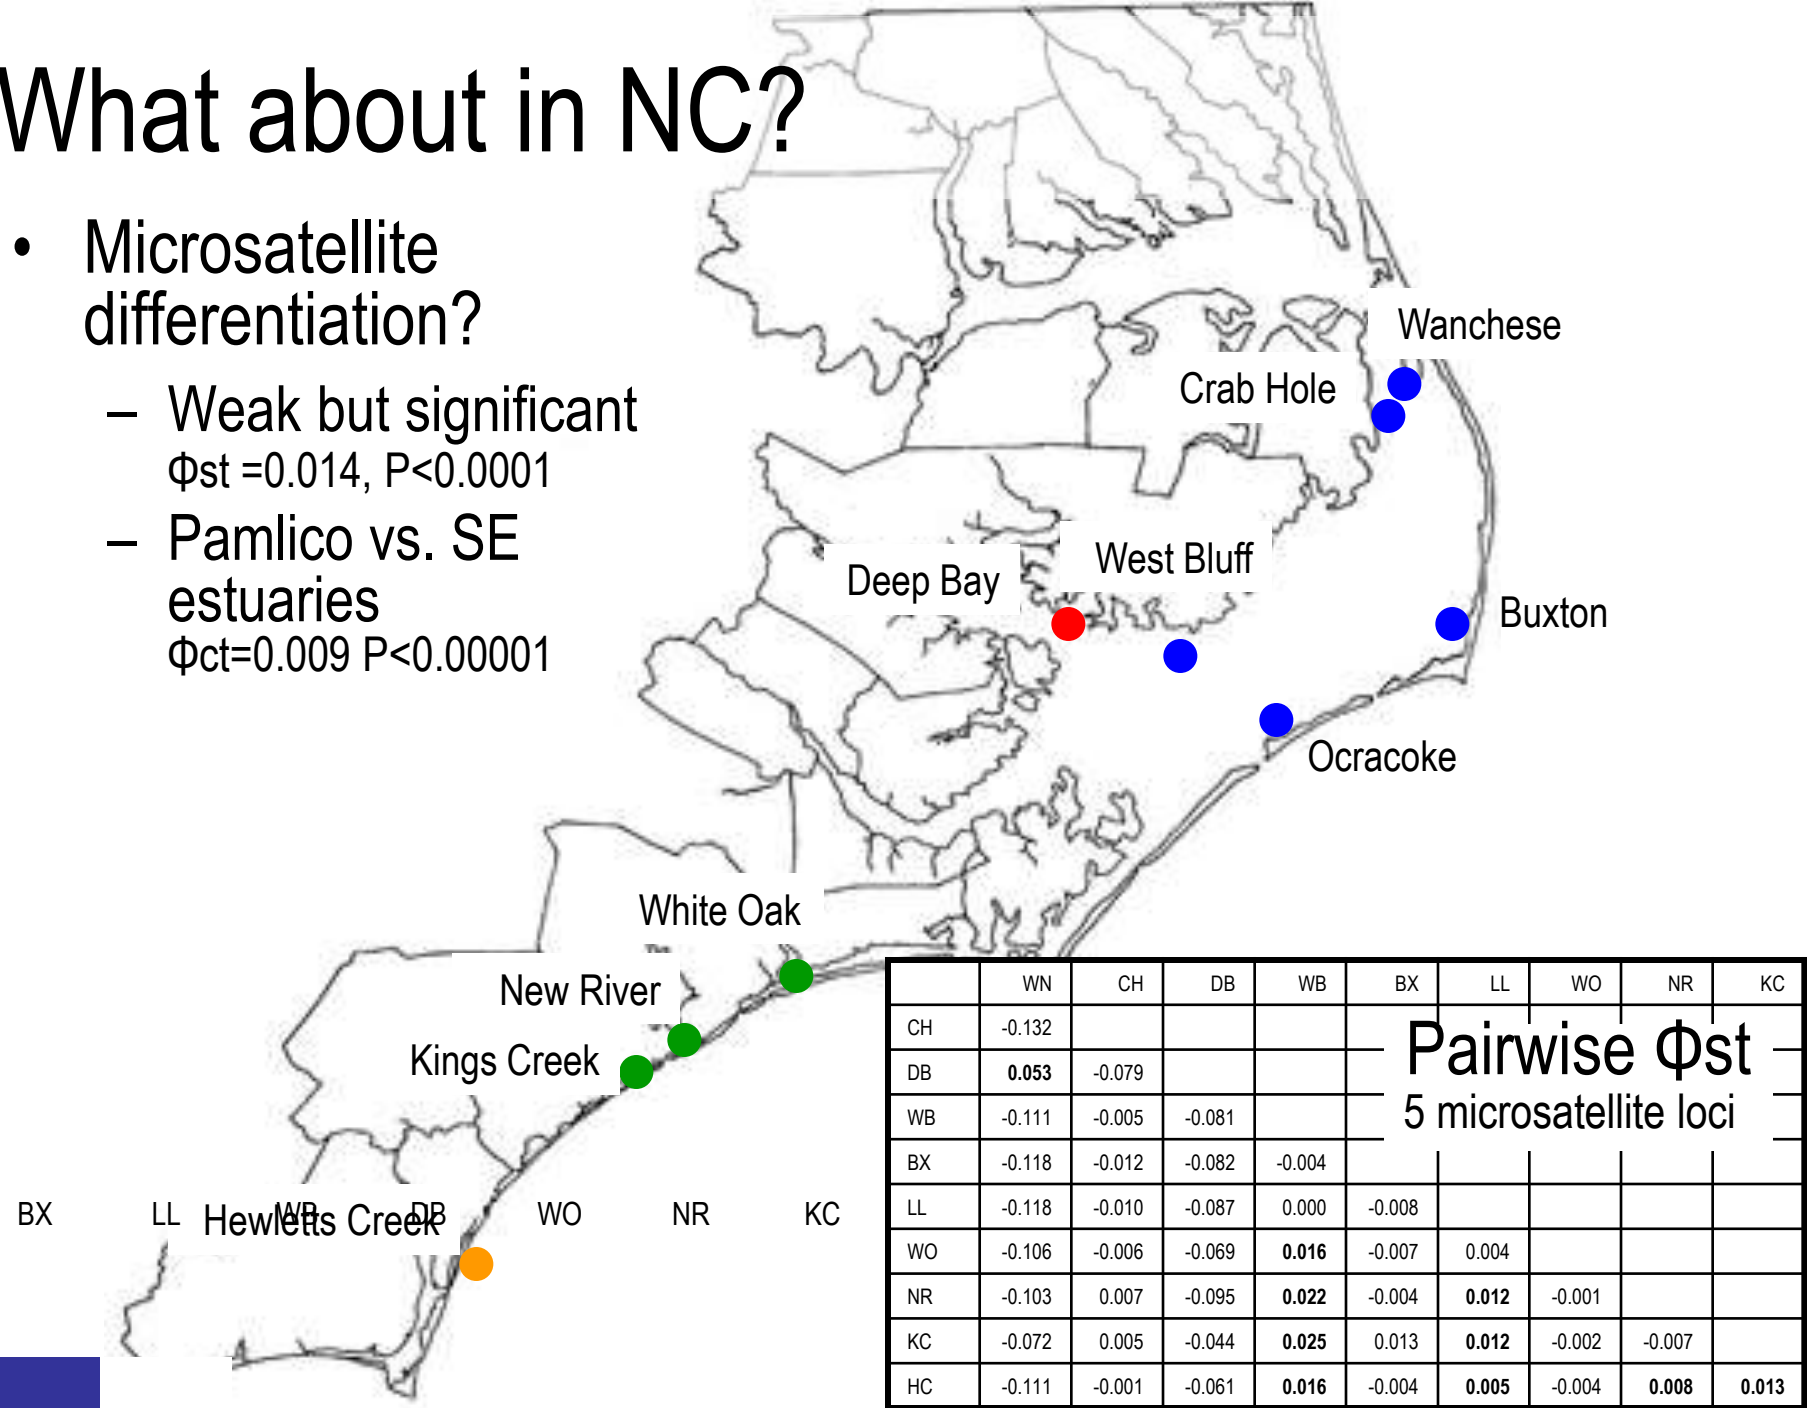 What about in NC?
• Microsatellite
differentiation?
– Weak but significant
Φst =0.014, P<0.0001
– Pamlico vs. SE
estuaries
Φct=0.009 P<0.00001
Wanchese
Crab Hole
West Bluff
Deep Bay
Buxton
Ocracoke
White Oak
New River
Kings Creek
BX LL WB DB WO NR KC
Hewletts Creek
Pairwise Φst
5 microsatellite loci
WN CH DB WB BX LL WO NR KC
CH -0.132
DB 0.053 -0.079
WB -0.111 -0.005 -0.081
BX -0.118 -0.012 -0.082 -0.004
LL -0.118 -0.010 -0.087 0.000 -0.008
WO -0.106 -0.006 -0.069 0.016 -0.007 0.004
NR -0.103 0.007 -0.095 0.022 -0.004 0.012 -0.001
KC -0.072 0.005 -0.044 0.025 0.013 0.012 -0.002 -0.007
HC -0.111 -0.001 -0.061 0.016 -0.004 0.005 -0.004 0.008 0.013